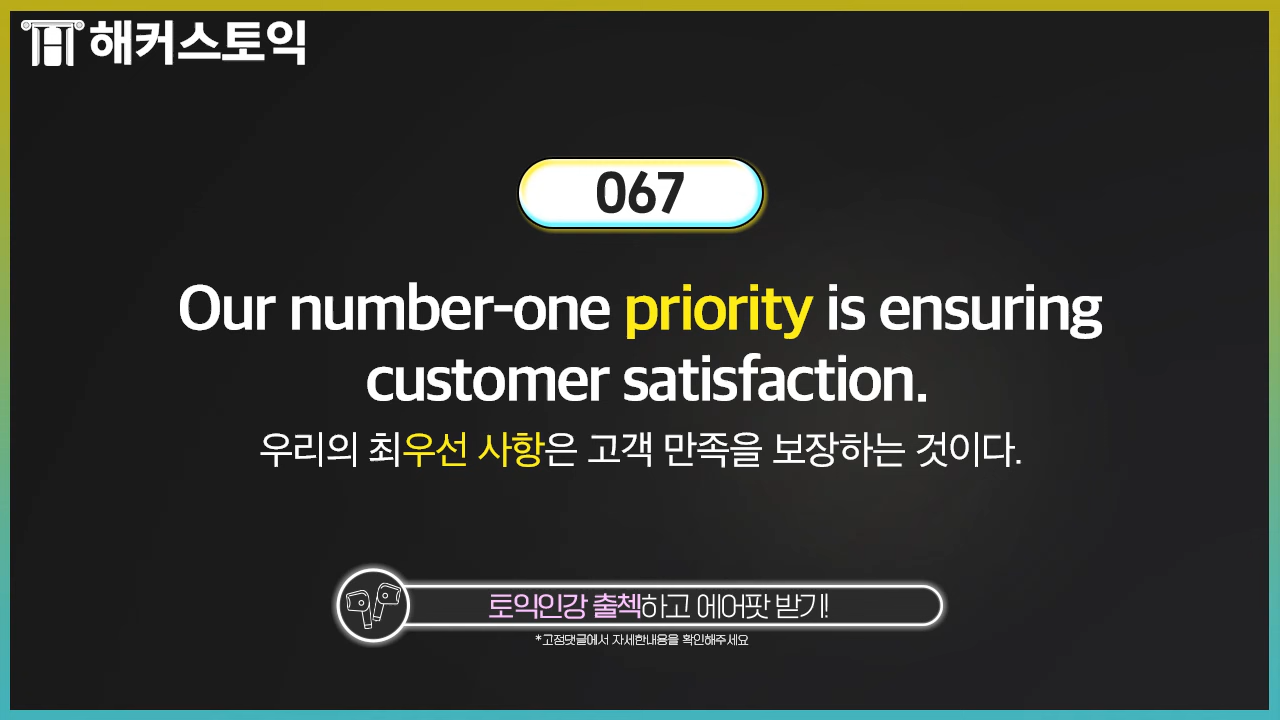 해커스토익
067
Our number-one priority is ensuring
customer satisfaction.
우리의 최우선 사항은 고객 만족을 보장하는 것이다.
토익인강 출첵하고 에어팟 받기!
*고정댓글에서 자세한내용을 확인해주세요